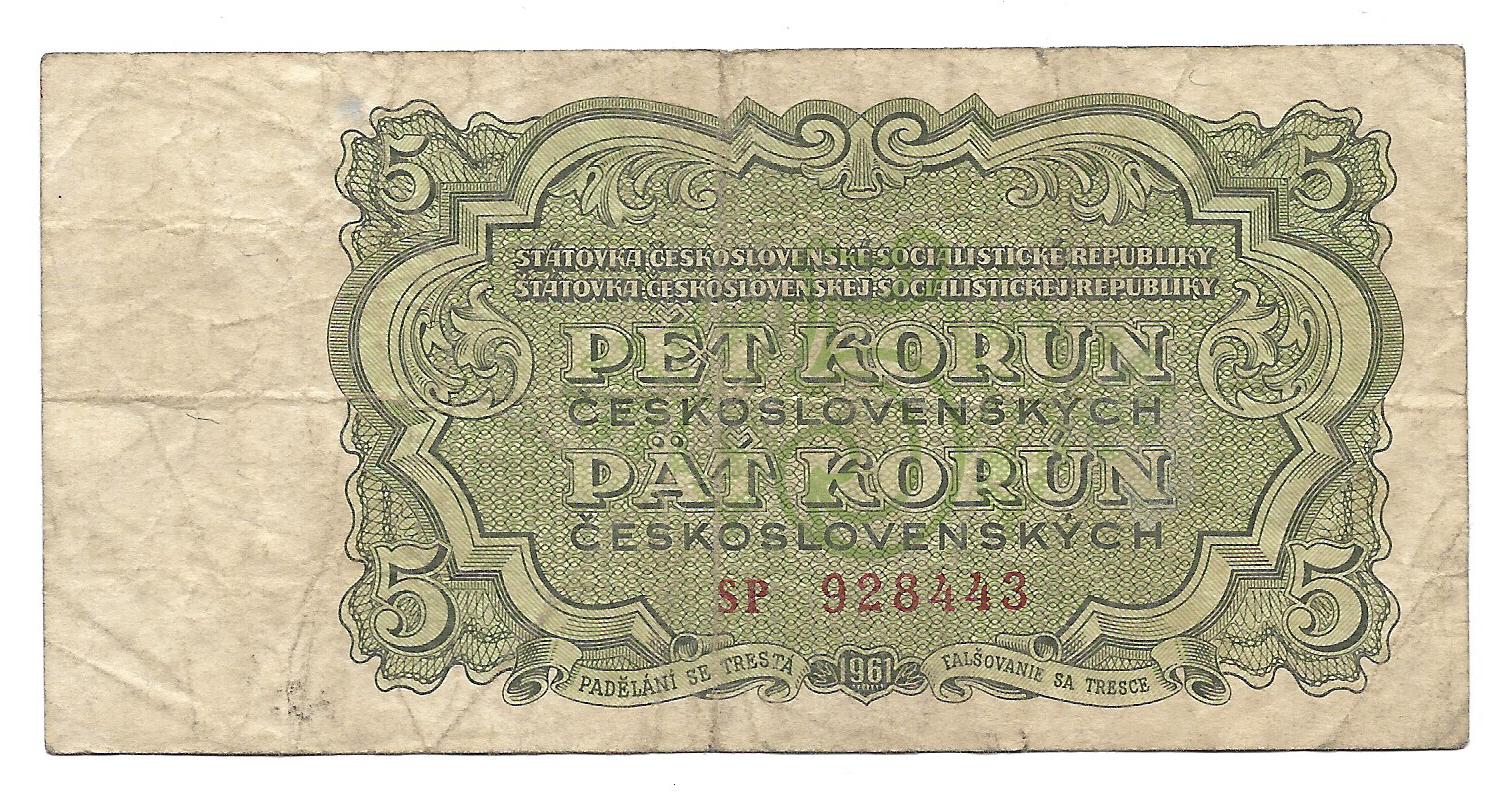 5 5
STÁTOVKA ČESKOSLOVENSKÉ SOCIALISTICKÉ REPUBLIKY
ŠTÁTOVKA ČESKOSLOVENSKEJ SOCIALISTICKEJ REPUBLIKY
PĚT KORUN
ČESKOSLOVENSKÝCH
PÄŤ KORÚN
ČESKOSLOVENSKÝCH
5 5
SP 928443
PADĚLÁNÍ SE TRESTÁ 1961 FALŠOVANIE SA TRESCE